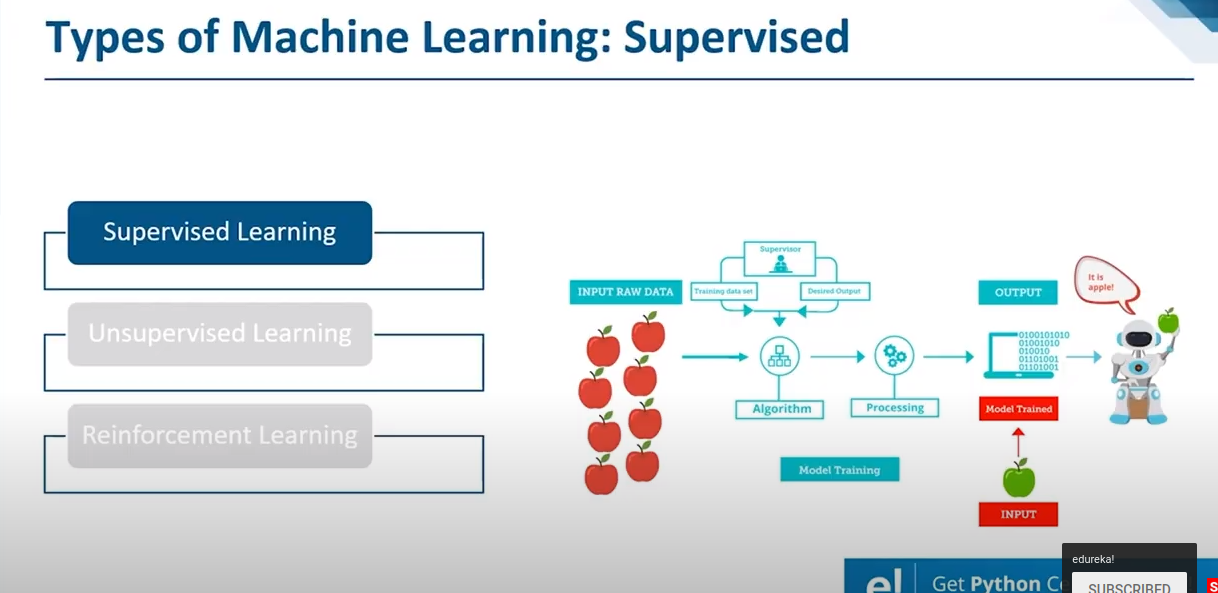 Types of Machine Learning: Supervised
Supervised Learning
Unsupervised Learning
Reinforcement Learning
INPUT RAW DATA
Supervisor
Training data set
Desired Output
Algorithm
Processing
Model Training
OUTPUT
0100101010
01001010
010010
01101001
01101001
It is
apple!
Model Trained
INPUT
edureka!
SUBSCRIBED
e!
Get Python
S